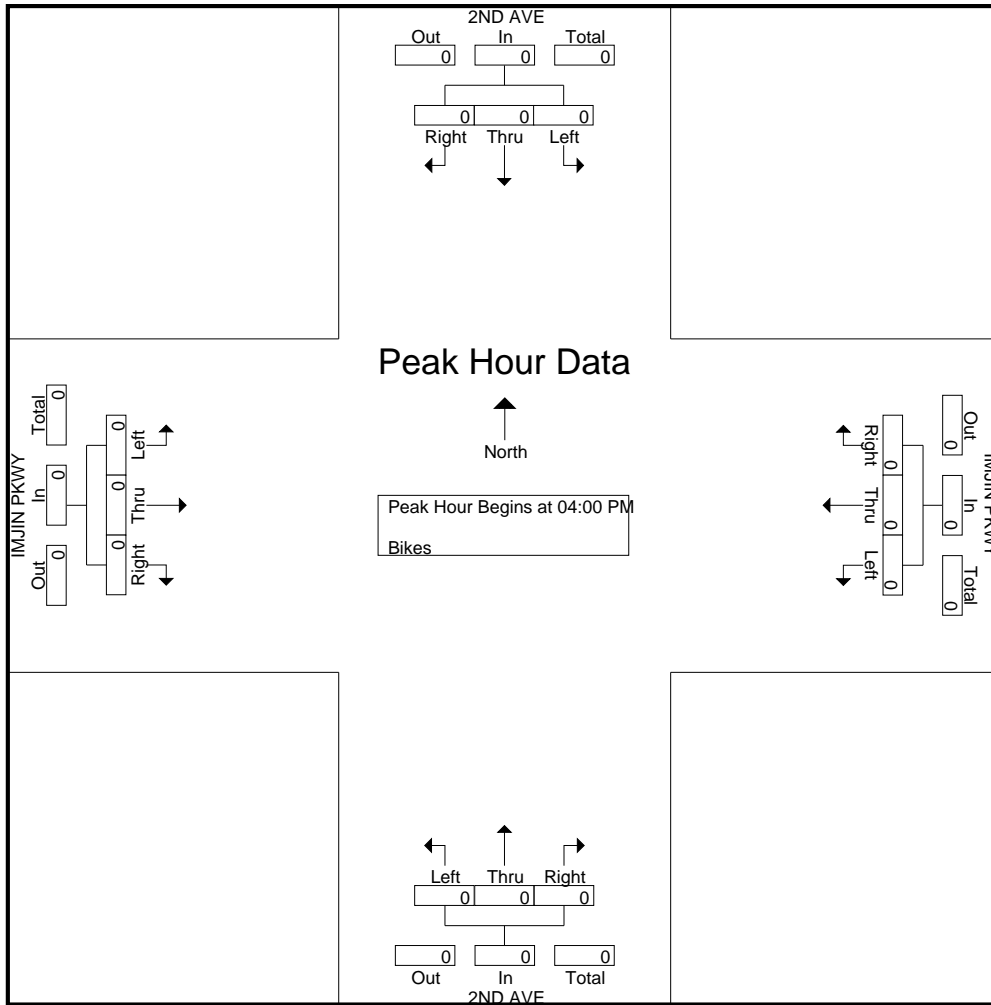 2ND AVE
Out In Total
0 0 0
0 0 0
Right Thru Left
Peak Hour Data
North
Peak Hour Begins at 04:00 PM
Bikes
IMJIN PKWY
Total In Out
0 0 0
0 0 0
Left Thru Right
IMJIN PKWY
Out In Total
0 0 0
0 0 0
Right Thru Left
Left Thru Right
0 0 0
0 0 0
Out In Total
2ND AVE